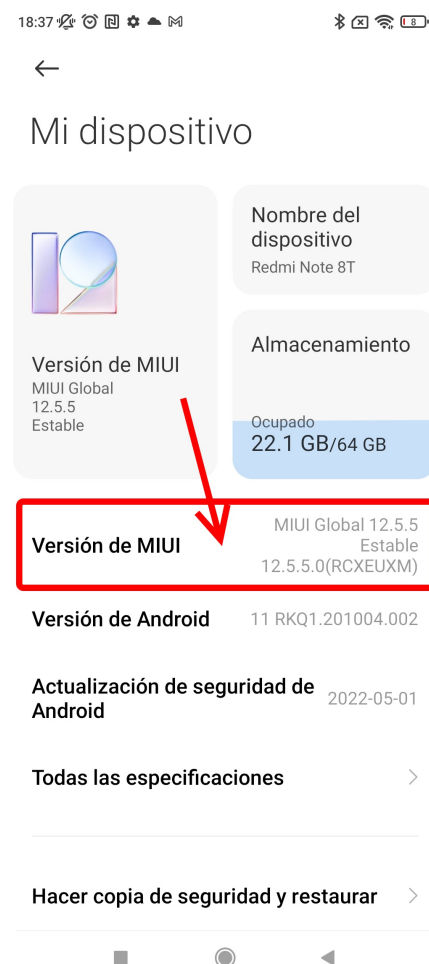 18:37
8
Mi dispositivo
Versión de MIUI
MIUI Global
12.5.5
Estable
Nombre del
dispositivo
Redmi Note 8T
Almacenamiento
Ocupado
22.1 GB/64 GB
Versión de MIUI
MIUI Global 12.5.5
Estable
12.5.5.0(RCXEUXM)
Versión de Android
11 RKQ1.201004.002
Actualización de seguridad de
Android
2022-05-01
Todas las especificaciones
Hacer copia de seguridad y restaurar